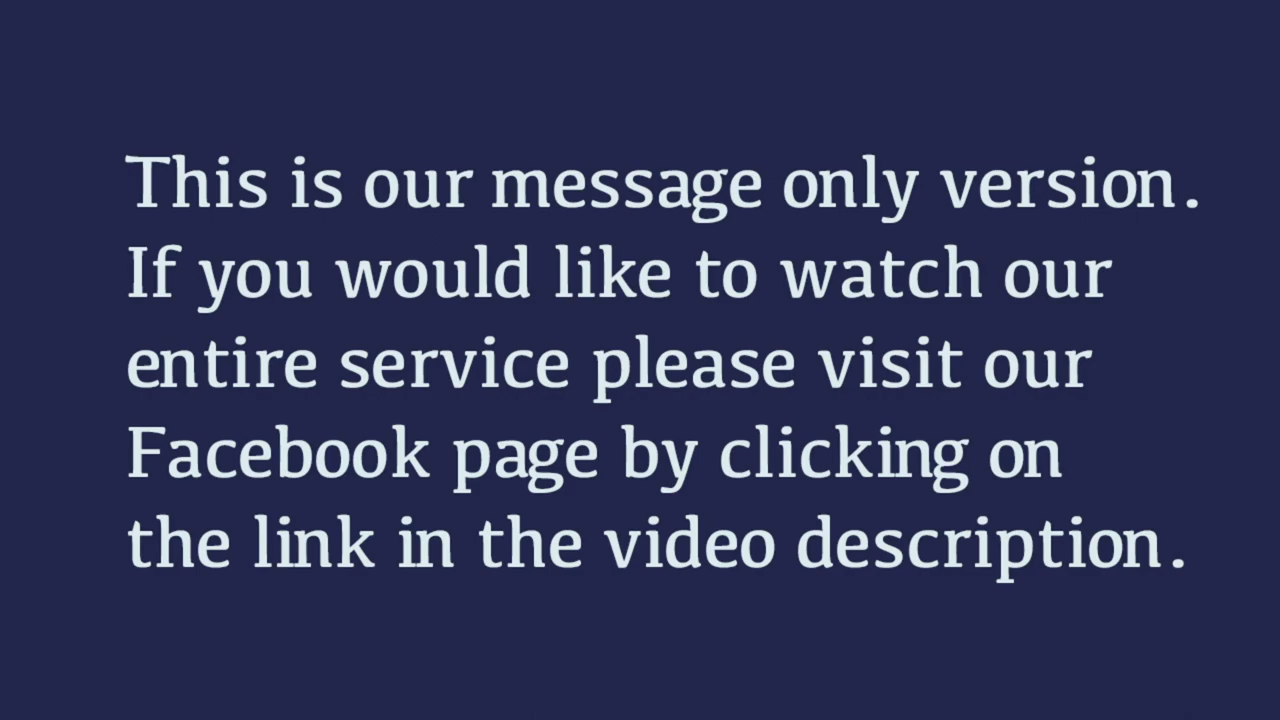 This is our message only version.
If you would like to watch our
entire service please visit our
Facebook page by clicking on
the link in the video description.